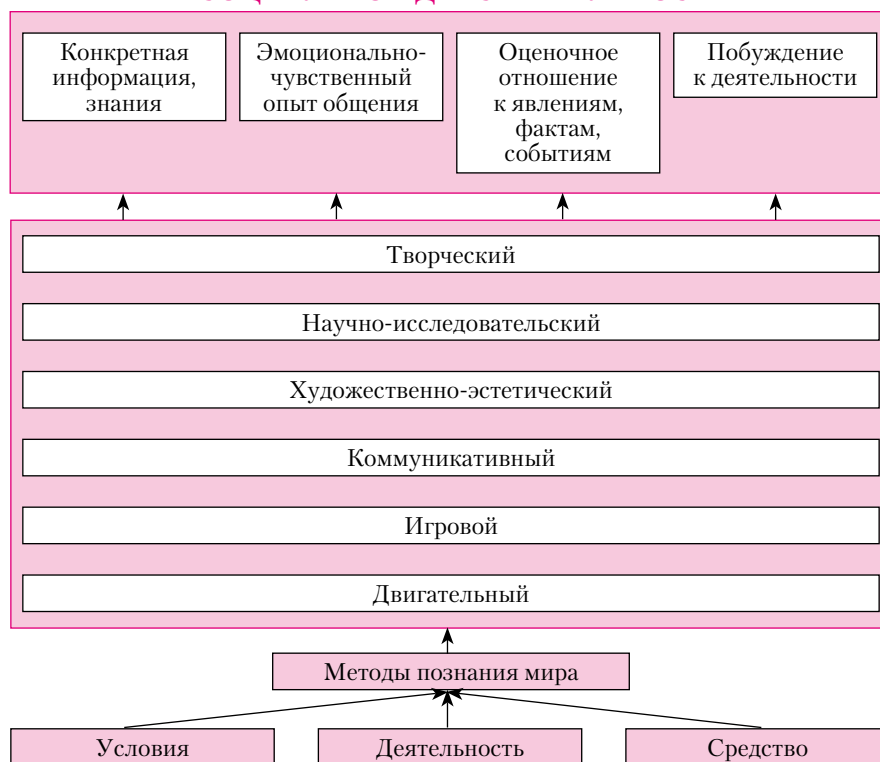 Конкретная
информация,
знания
Эмоционально-
чувственный
опыт общения
Оценочное
отношение
к явлениям,
фактам,
событиям
Побуждение
к деятельности
Творческий
Научно-исследовательский
Художественно-эстетический
Коммуникативный
Игровой
Двигательный
Методы познания мира
Условия
Деятельность
Средство